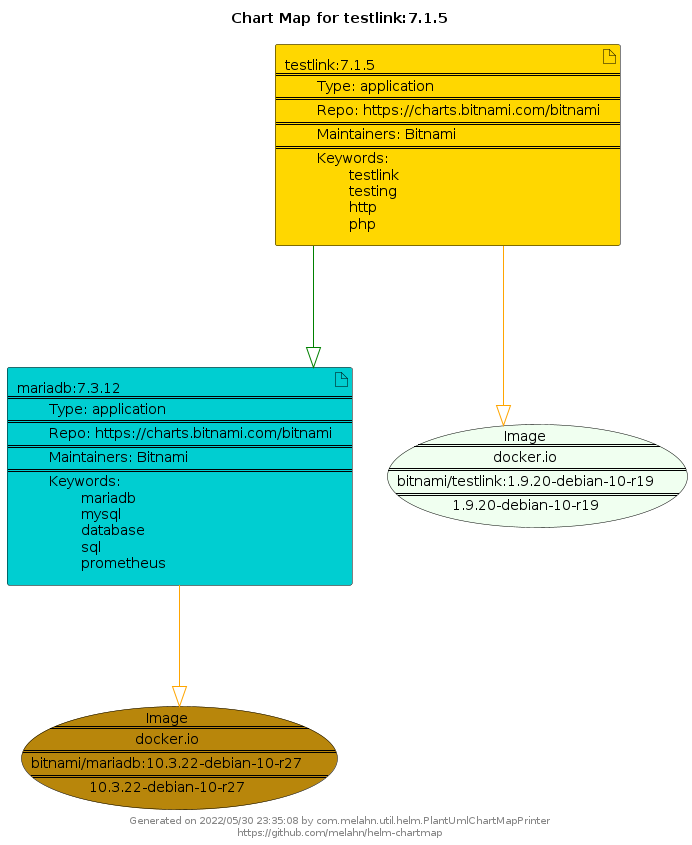 Chart Map for testlink:7.1.5
testlink:7.1.5
Type: application
Repo: https://charts.bitnami.com/bitnami
Maintainers: Bitnami
Keywords:
testlink
testing
http
php
mariadb:7.3.12
Type: application
Repo: https://charts.bitnami.com/bitnami
Maintainers: Bitnami
Keywords:
mariadb
mysql
database
sql
prometheus
Image
docker.io
bitnami/testlink:1.9.20-debian-10-r19
1.9.20-debian-10-r19
Image
docker.io
bitnami/mariadb:10.3.22-debian-10-r27
10.3.22-debian-10-r27
Generated on 2022/05/30 23:35:08 by com.melahn.util.helm.PlantUmlChartMapPrinter
https://github.com/melahn/helm-chartmap